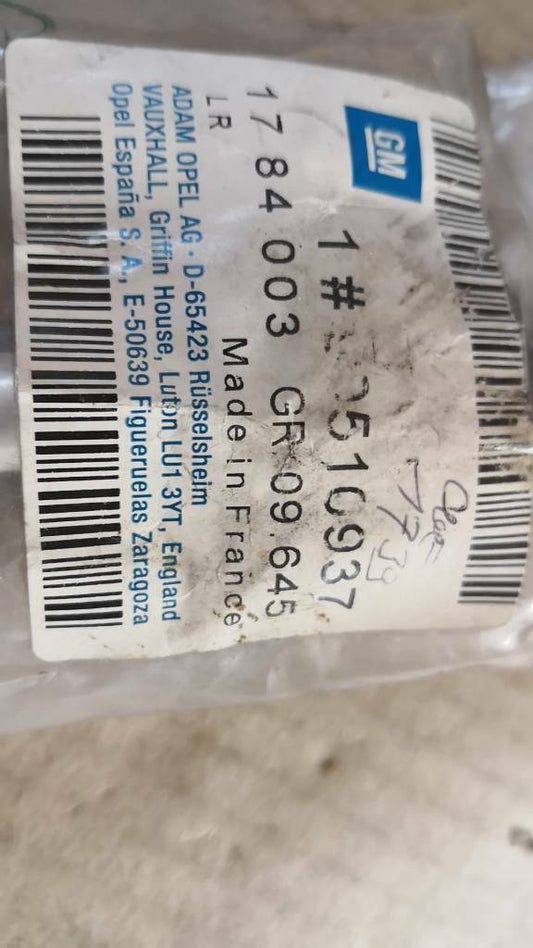 GM
1#
510937
17 84 003 GR 09.645
LR
Made in France
ADAM OPEL AG · D-65423 Rüsselsheim
VAUXHALL, Griffin House, Luton LU1 3YT, England
Opel España S. A., E-50639 Figueruelas Zaragoza